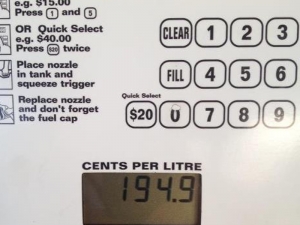 e.g. $15.00
Press 1 and 5
OR Quick Select
e.g. $40.00
Press $20 twice
Place nozzle
in tank and
squeeze trigger
Replace nozzle
and don't forget
the fuel cap
CLEAR 1 2 3
FILL 4 5 6
Quick Select
$20 0 7 8 9
CENTS PER LITRE
194.9